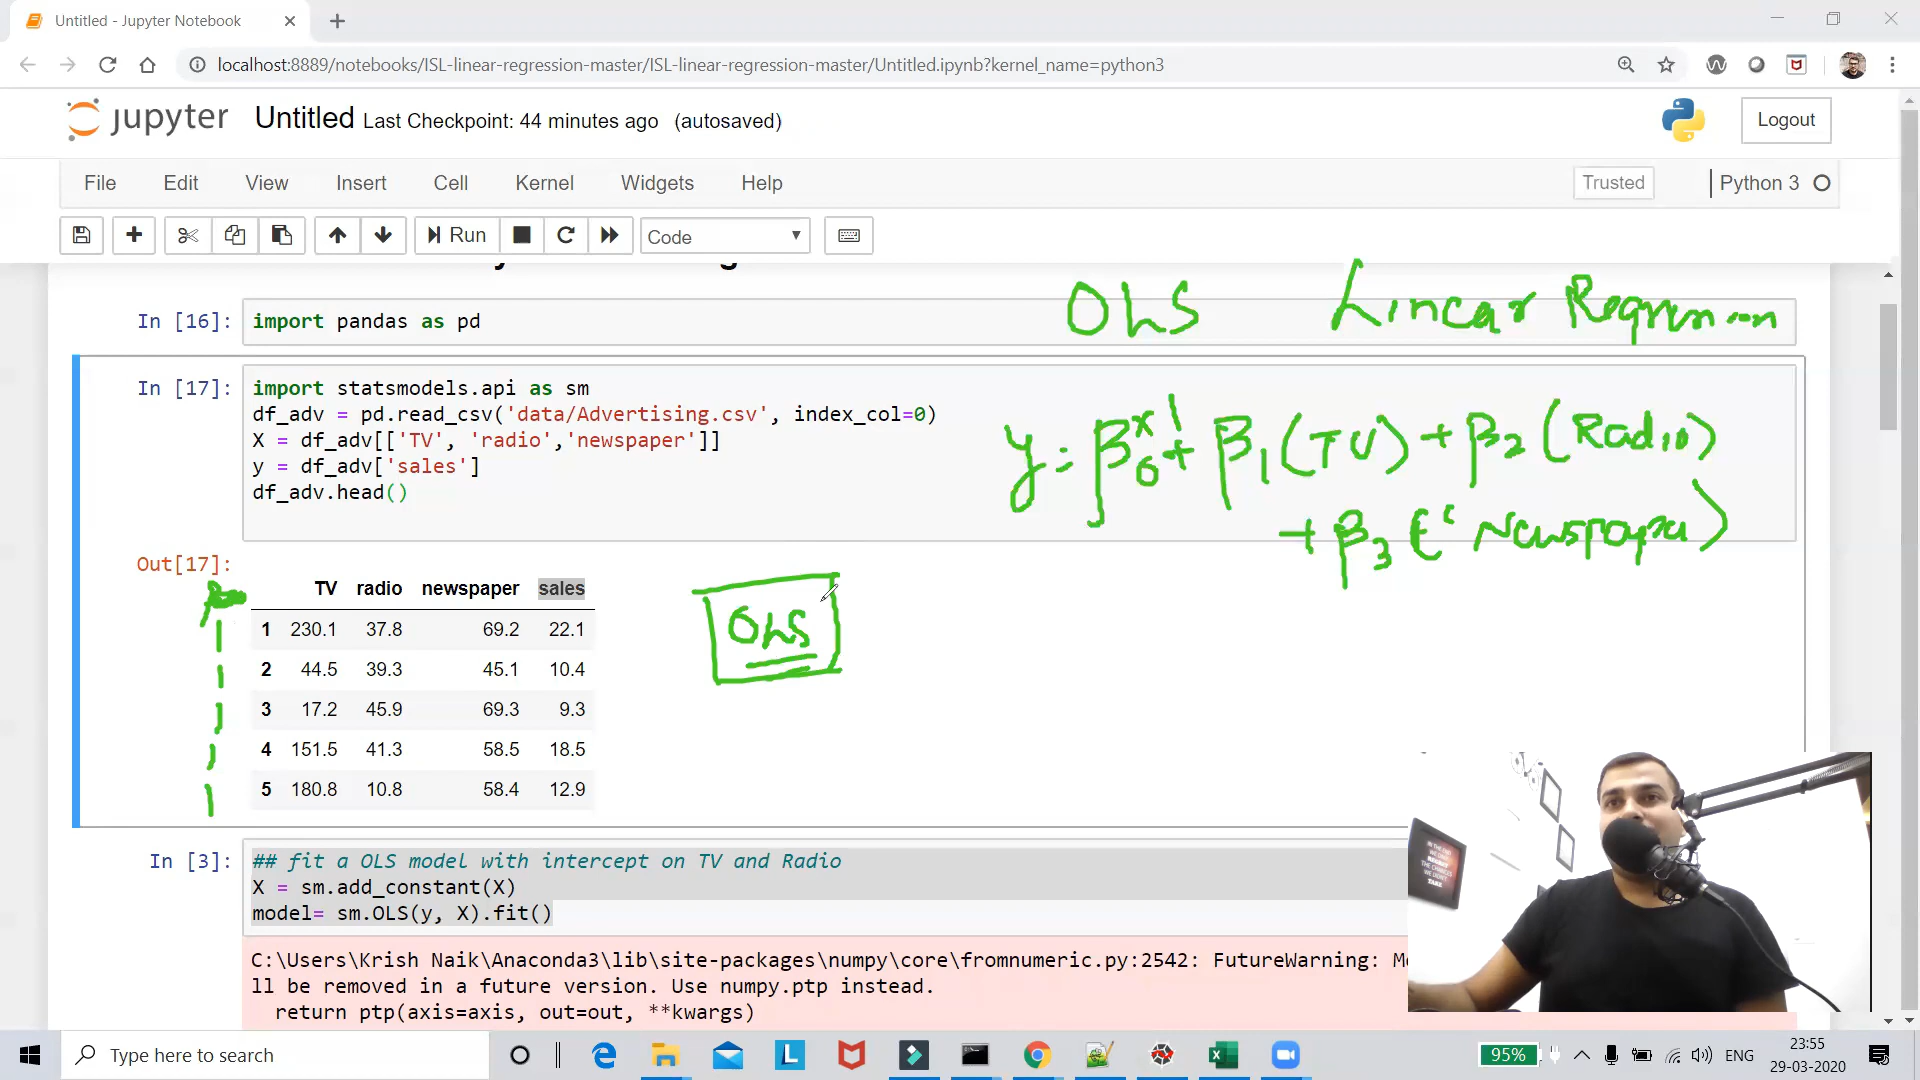 Untitled - Jupyter Notebook
localhost:8889/notebooks/ISL-linear-regression-master/ISL-linear-regression-master/Untitled.ipynb?kernel_name=python3
jupyter Untitled Last Checkpoint: 44 minutes ago (autosaved)
Logout
File Edit View Insert Cell Kernel Widgets Help
Trusted Python 3
Run Code
OLS Linear Regression
In [16]: import pandas as pd
In [17]: import statsmodels.api as sm
df_adv = pd.read_csv('data/Advertising.csv', index_col=0)
X = df_adv[['TV', 'radio','newspaper']]
y = df_adv['sales']
df_adv.head()
y = β0 x 1 + β1 (TV) + β2 (Radio)
+ β3 (Newspaper)
Out[17]:
TV radio newspaper sales
1 230.1 37.8 69.2 22.1
2 44.5 39.3 45.1 10.4
3 17.2 45.9 69.3 9.3
4 151.5 41.3 58.5 18.5
5 180.8 10.8 58.4 12.9
OLS
In [3]: ## fit a OLS model with intercept on TV and Radio
X = sm.add_constant(X)
model= sm.OLS(y, X).fit()
C:\Users\Krish Naik\Anaconda3\lib\site-packages\numpy\core\fromnumeric.py:2542: FutureWarning: M
ll be removed in a future version. Use numpy.ptp instead.
return ptp(axis=axis, out=out, **kwargs)
Type here to search
95%
ENG
23:55
29-03-2020